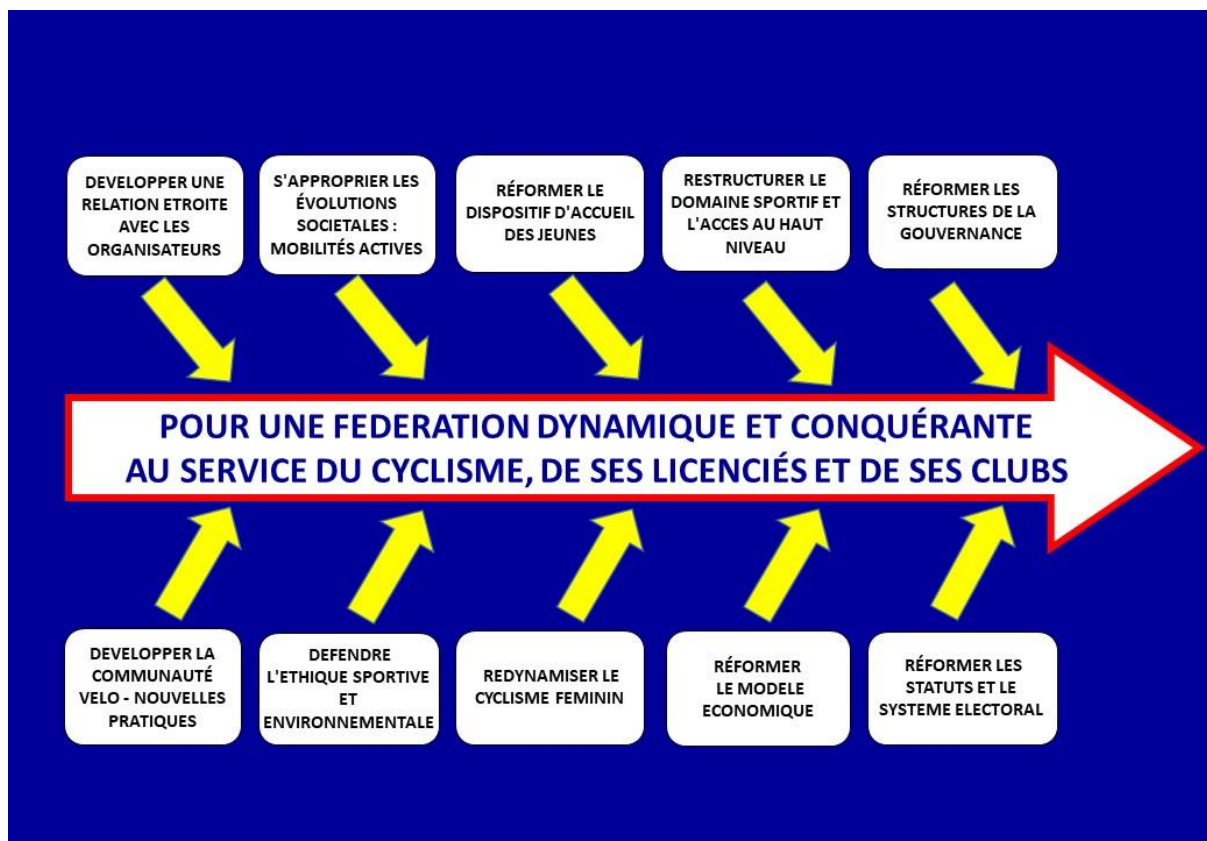 DEVELOPPER UNE
RELATION ETROITE
AVEC LES
ORGANISATEURS
S'APPROPRIER LES
ÉVOLUTIONS
SOCIETALES :
MOBILITÉS ACTIVES
RÉFORMER LE
DISPOSITIF D'ACCUEIL
DES JEUNES
RESTRUCTURER LE
DOMAINE SPORTIF ET
L'ACCES AU HAUT
NIVEAU
RÉFORMER LES
STRUCTURES DE LA
GOUVERNANCE
POUR UNE FEDERATION DYNAMIQUE ET CONQUÉRANTE
AU SERVICE DU CYCLISME, DE SES LICENCIÉS ET DE SES CLUBS
DEVELOPPER LA
COMMUNAUTÉ
VELO - NOUVELLES
PRATIQUES
DEFENDRE
L'ETHIQUE SPORTIVE
ET
ENVIRONNEMENTALE
REDYNAMISER LE
CYCLISME FEMININ
RÉFORMER
LE MODELE
ECONOMIQUE
RÉFORMER LES
STATUTS ET LE
SYSTEME ELECTORAL